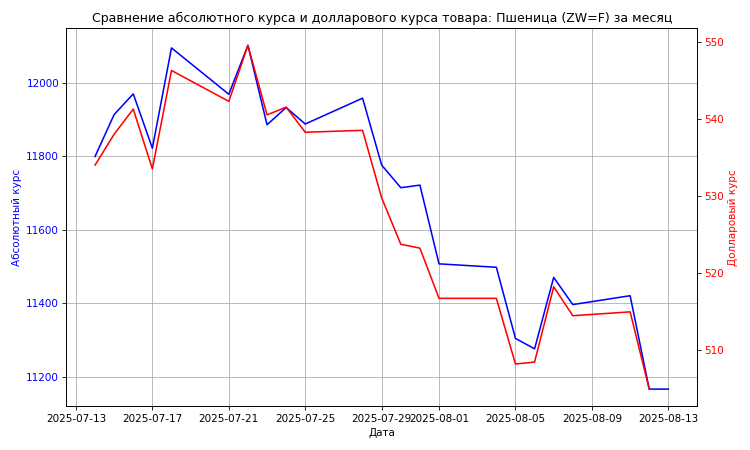 Сравнение абсолютного курса и долларового курса товара: Пшеница (ZW=F) за месяц
Абсолютный курс
12000
11800
11600
11400
11200
Долларовый курс
550
540
530
520
510
2025-07-13 2025-07-17 2025-07-21 2025-07-25 2025-07-29 2025-08-01 2025-08-05 2025-08-09 2025-08-13
Дата